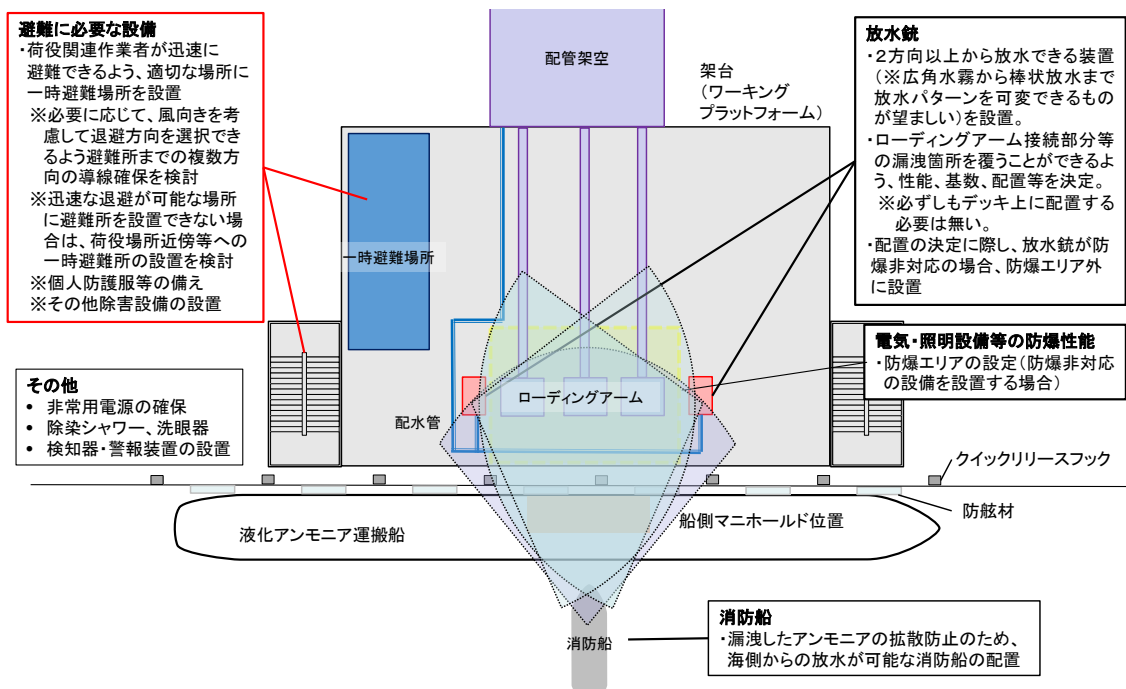 避難に必要な設備
・荷役関連作業者が迅速に
避難できるよう、適切な場所に
一時避難場所を設置
※必要に応じて、風向きを考
慮して退避方向を選択でき
るよう避難所までの複数方
向の導線確保を検討
※迅速な退避が可能な場所
に避難所を設置できない場
合は、荷役場所近傍等への
一時避難所の設置を検討
※個人防護服等の備え
※その他除害設備の設置
その他
• 非常用電源の確保
• 除染シャワー、洗眼器
• 検知器・警報装置の設置
配管架空
架台
（ワーキング
プラットフォーム）
一時避難場所
ローディングアーム
配水管
放水銃
・２方向以上から放水できる装置
（※広角水霧から棒状放水まで
放水パターンを可変できるもの
が望ましい）を設置。
・ローディングアーム接続部分等
の漏洩箇所を覆うことができるよ
う、性能、基数、配置等を決定。
※必ずしもデッキ上に配置する
必要は無い。
・配置の決定に際し、放水銃が防
爆非対応の場合、防爆エリア外
に設置
電気・照明設備等の防爆性能
・防爆エリアの設定（防爆非対応
の設備を設置する場合）
クイックリリースフック
防舷材
液化アンモニア運搬船
船側マニホールド位置
消防船
消防船
・漏洩したアンモニアの拡散防止のため、
海側からの放水が可能な消防船の配置